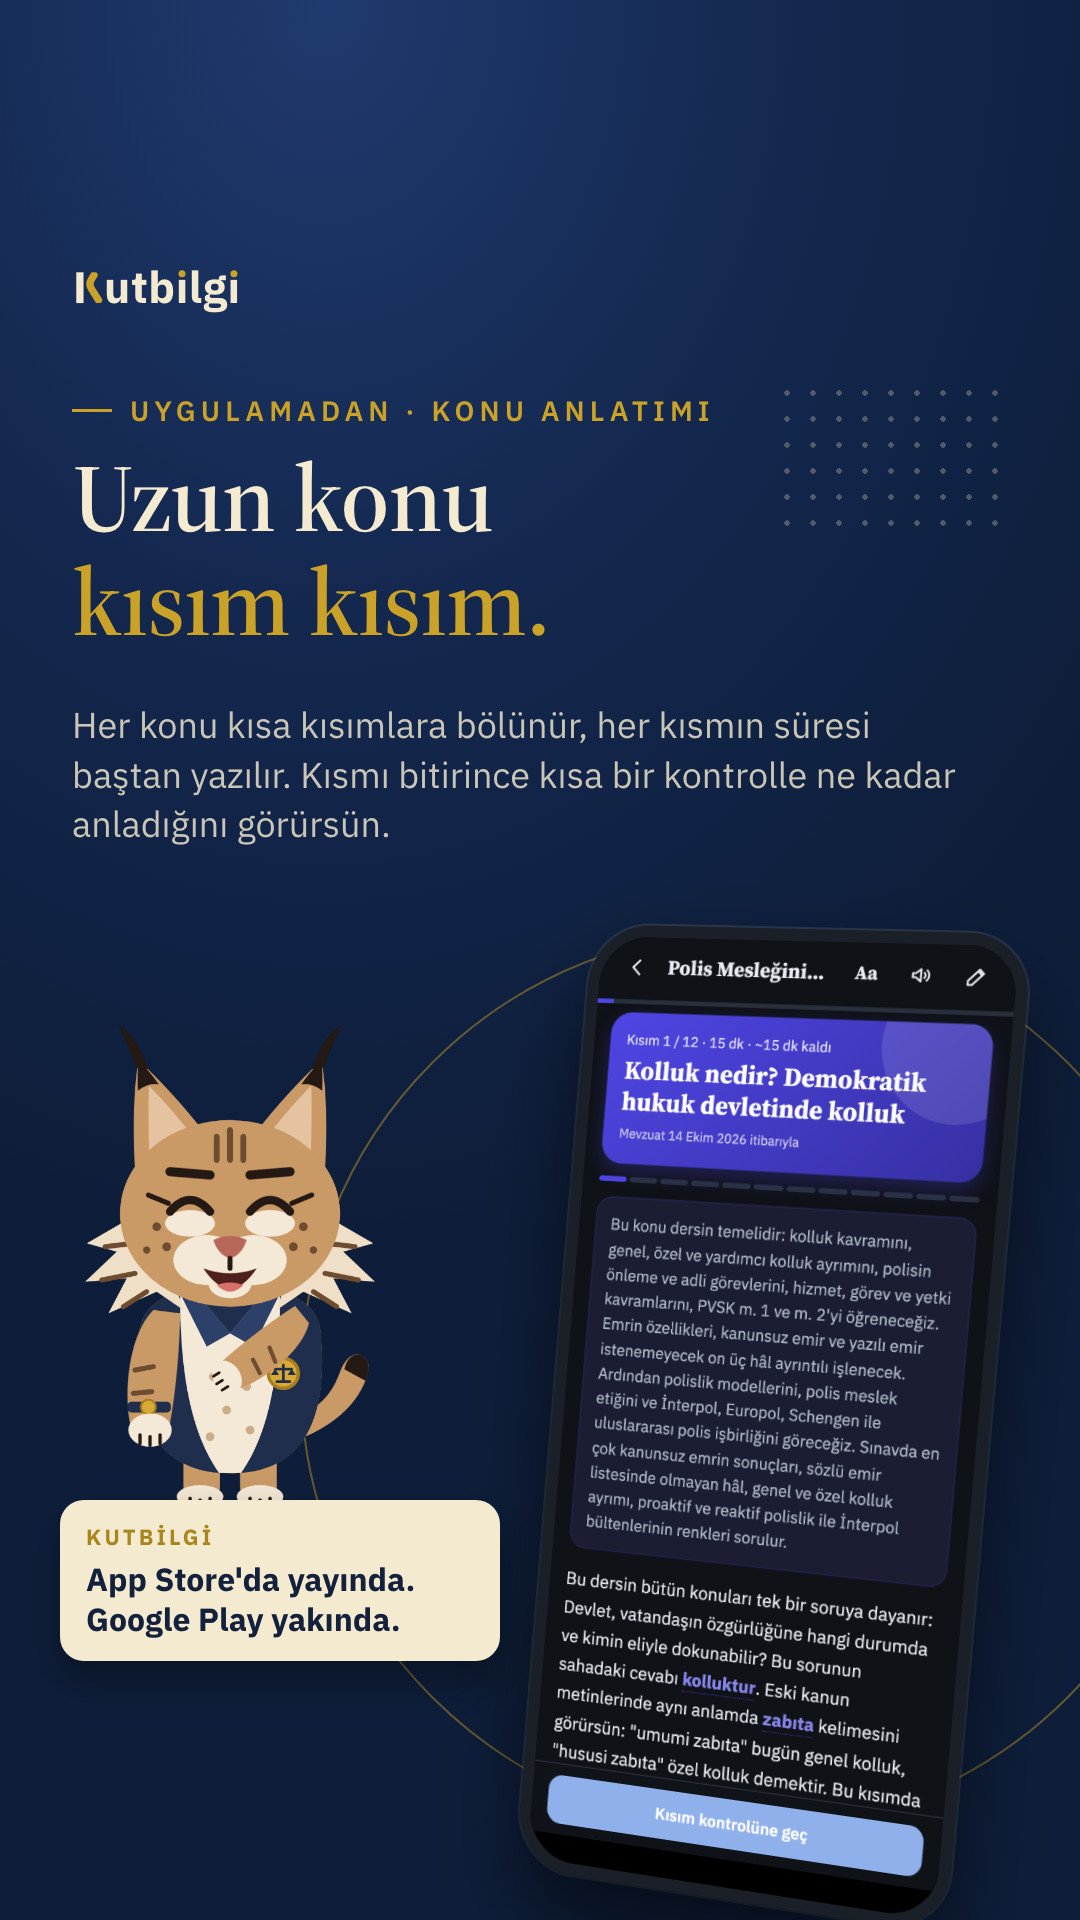 Kutbilgi
UYGULAMADAN · KONU ANLATIMI
Uzun konu
kısım kısım.
Her konu kısa kısımlara bölünür, her kısmın süresi
baştan yazılır. Kısmı bitirince kısa bir kontrolle ne kadar
anladığını görürsün.
Polis Mesleğini... Aa
Kısım 1 / 12 · 15 dk · ~15 dk kaldı
Kolluk nedir? Demokratik
hukuk devletinde kolluk
Mevzuat 14 Ekim 2026 itibarıyla
Bu konu dersin temelidir: kolluk kavramını,
genel, özel ve yardımcı kolluk ayrımını, polisin
önleme ve adli görevlerini, hizmet, görev ve yetki
kavramlarını, PVSK m. 1 ve m. 2'yi öğreneceğiz.
Emrin özellikleri, kanunsuz emir ve yazılı emir
istenemeyecek on üç hâl ayrıntılı işlenecek.
Ardından polislik modellerini, polis meslek
etiğini ve İnterpol, Europol, Schengen ile
uluslararası polis işbirliğini göreceğiz. Sınavda en
çok kanunsuz emrin sonuçları, sözlü emir
listesinde olmayan hâl, genel ve özel kolluk
ayrımı, proaktif ve reaktif polislik ile İnterpol
bültenlerinin renkleri sorulur.
Bu dersin bütün konuları tek bir soruya dayanır:
Devlet, vatandaşın özgürlüğüne hangi durumda
ve kimin eliyle dokunabilir? Bu sorunun
sahadaki cevabı kolluktur. Eski kanun
metinlerinde aynı anlamda zabıta kelimesini
görürsün: "umumi zabıta" bugün genel kolluk,
"hususi zabıta" özel kolluk demektir. Bu kısımda
Kısım kontrolüne geç
KUTBİLGİ
App Store'da yayında.
Google Play yakında.